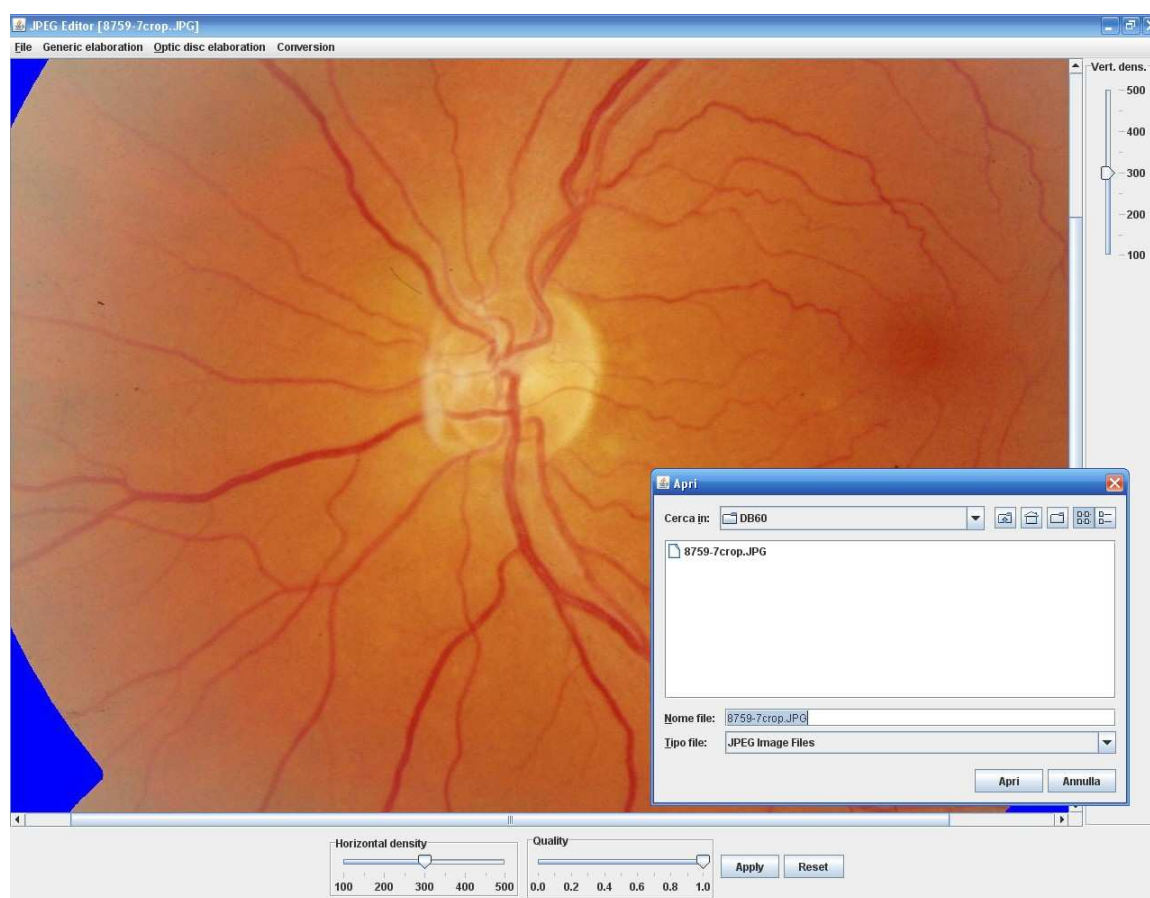 JPEG Editor [8759-7crop.JPG]
File Generic elaboration Optic disc elaboration Conversion
Vert. dens.
500
400
300
200
100
Apri
Cerca in: DB60
8759-7crop.JPG
Nome file: 8759-7crop.JPG
Tipo file: JPEG Image Files
Apri Annulla
Horizontal density
100 200 300 400 500
Quality
0.0 0.2 0.4 0.6 0.8 1.0
Apply Reset